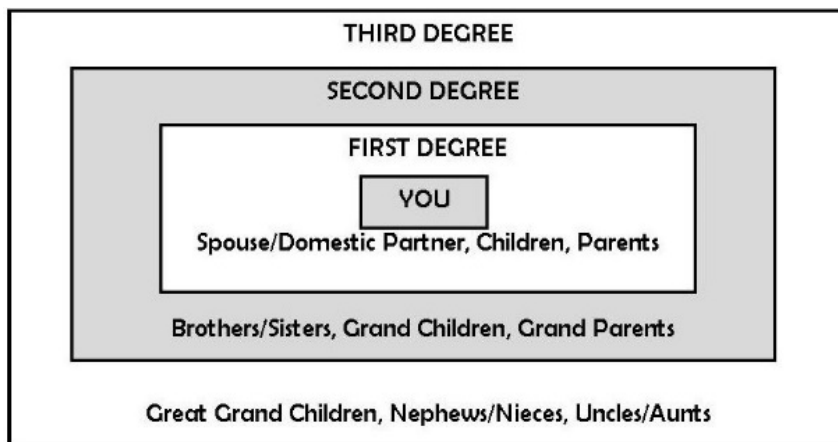 THIRD DEGREE
SECOND DEGREE
FIRST DEGREE
YOU
Spouse/Domestic Partner, Children, Parents
Brothers/Sisters, Grand Children, Grand Parents
Great Grand Children, Nephews/Nieces, Uncles/Aunts